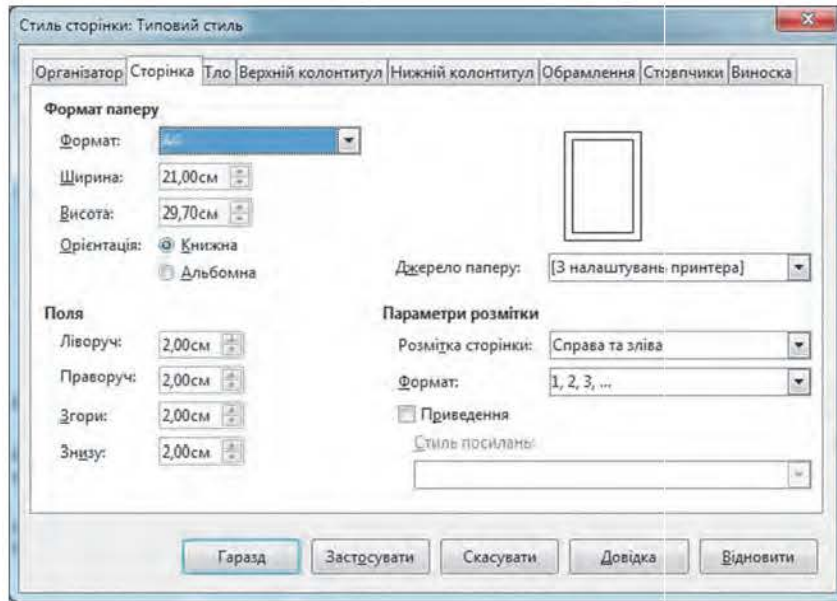 Стиль сторінки: Типовий стиль
Організатор Сторінка Тло Верхній колонтитул Нижній колонтитул Обрамлення Стовпчики Виноска
Формат паперу
Формат:
Ширина: 21,00см
Висота: 29,70см
Орієнтація: Книжна
Альбомна
Джерело паперу: [З налаштувань принтера]
Поля
Ліворуч: 2,00см
Праворуч: 2,00см
Згори: 2,00см
Знизу: 2,00см
Параметри розмітки
Розмітка сторінки: Справа та зліва
Формат: 1, 2, 3, ...
Приведення
Стиль посилань:
Гаразд Застосувати Скасувати Довідка Відновити